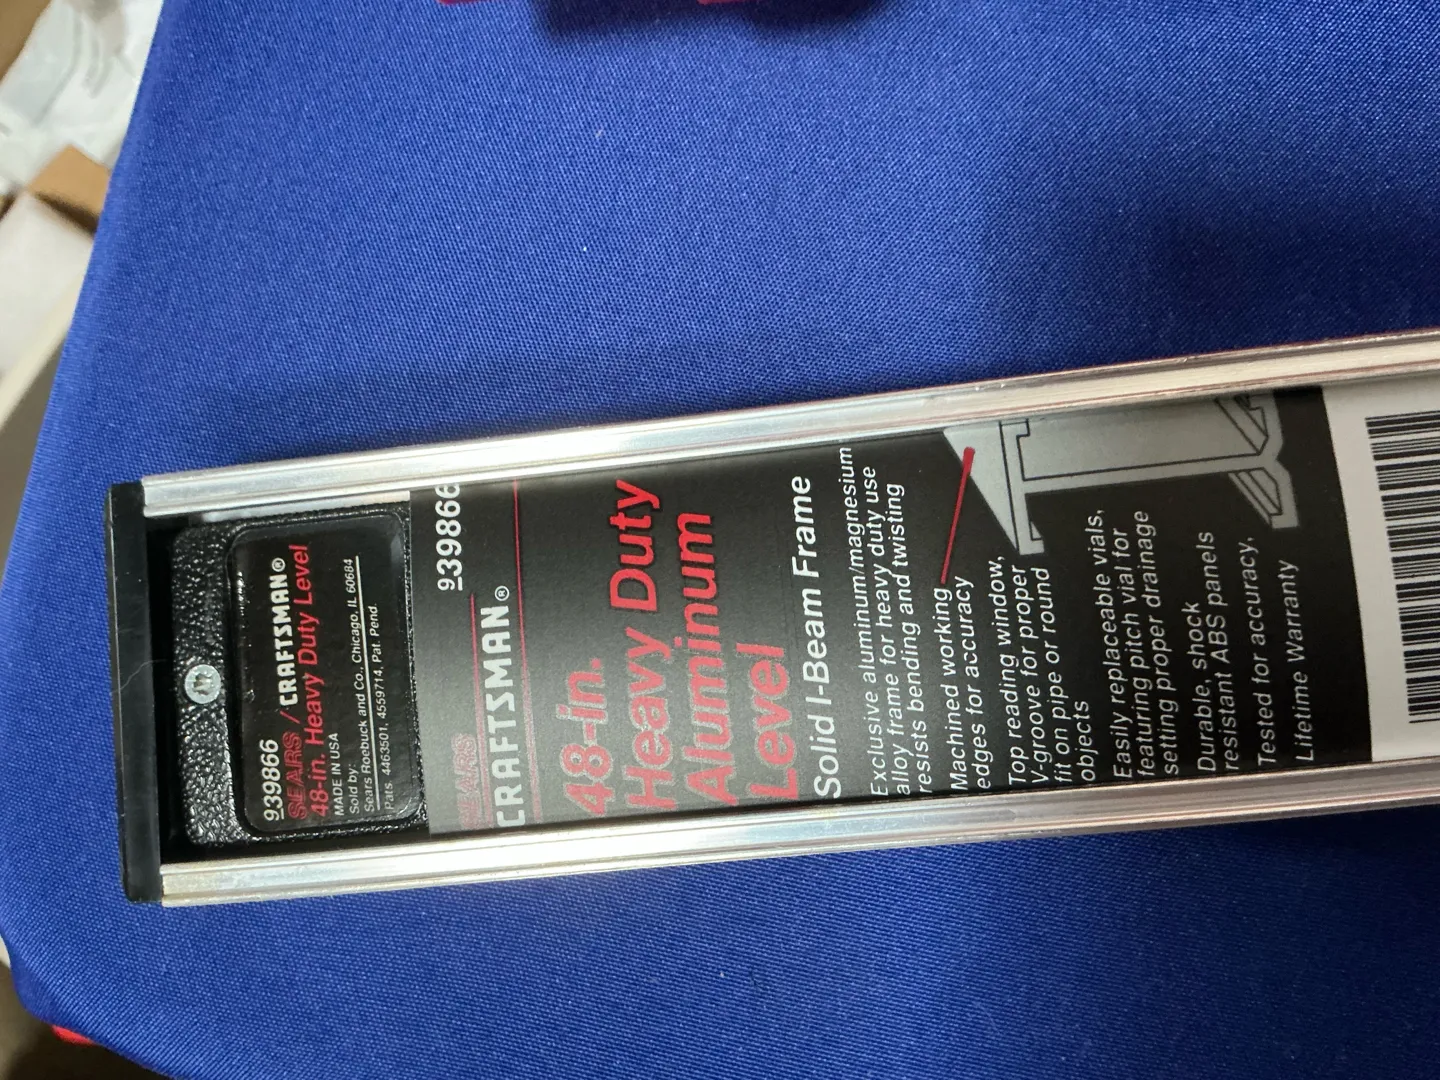 939866
SEARS / CRAFTSMAN®
48-in. Heavy Duty Level
MADE IN USA
Sold by:
Sears Roebuck and Co., Chicago, IL 60684
Pats. 4463501, 4559714. Pat. Pend.
939866
SEARS
CRAFTSMAN®
48-in.
Heavy Duty
Aluminum
Level
Solid I-Beam Frame
Exclusive aluminum/magnesium
alloy frame for heavy duty use
resists bending and twisting
Machined working
edges for accuracy
Top reading window,
V-groove for proper
fit on pipe or round
objects
Easily replaceable vials,
featuring pitch vial for
setting proper drainage
Durable, shock
resistant ABS panels
Tested for accuracy,
Lifetime Warranty